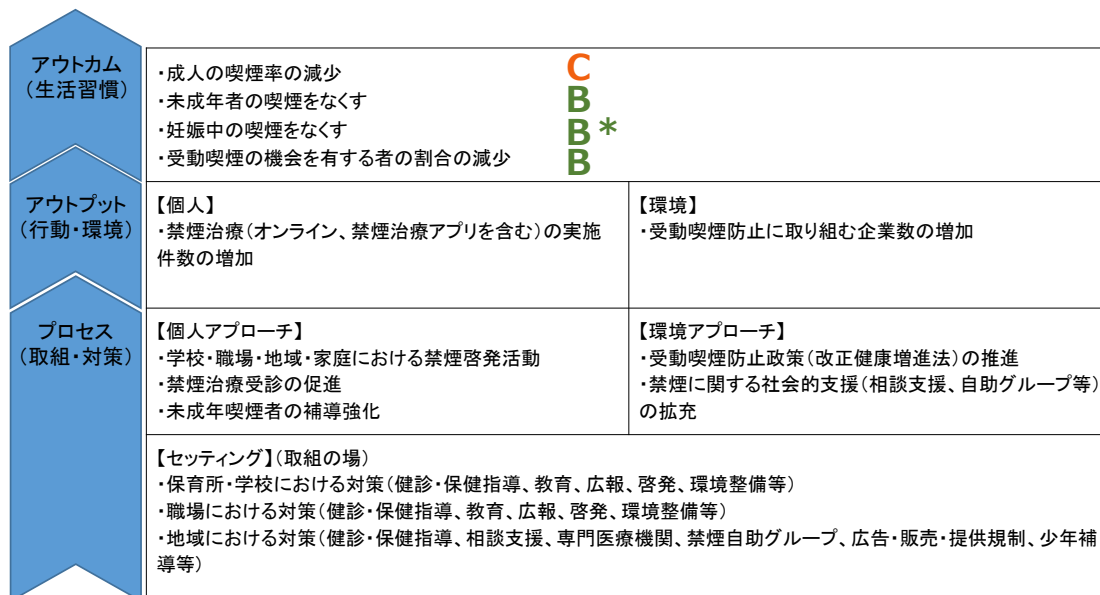 アウトカム
(生活習慣)
・成人の喫煙率の減少 C
・未成年者の喫煙をなくす B
・妊娠中の喫煙をなくす B*
・受動喫煙の機会を有する者の割合の減少 B
アウトプット
(行動・環境)
【個人】
・禁煙治療(オンライン、禁煙治療アプリを含む)の実施
件数の増加
【環境】
・受動喫煙防止に取り組む企業数の増加
プロセス
(取組・対策)
【個人アプローチ】
・学校・職場・地域・家庭における禁煙啓発活動
・禁煙治療受診の促進
・未成年喫煙者の補導強化
【環境アプローチ】
・受動喫煙防止政策(改正健康増進法)の推進
・禁煙に関する社会的支援(相談支援、自助グループ等)
の拡充
【セッティング】(取組の場)
・保育所・学校における対策(健診・保健指導、教育、広報、啓発、環境整備等)
・職場における対策(健診・保健指導、教育、広報、啓発、環境整備等)
・地域における対策(健診・保健指導、相談支援、専門医療機関、禁煙自助グループ、広告・販売・提供規制、少年補
導等)